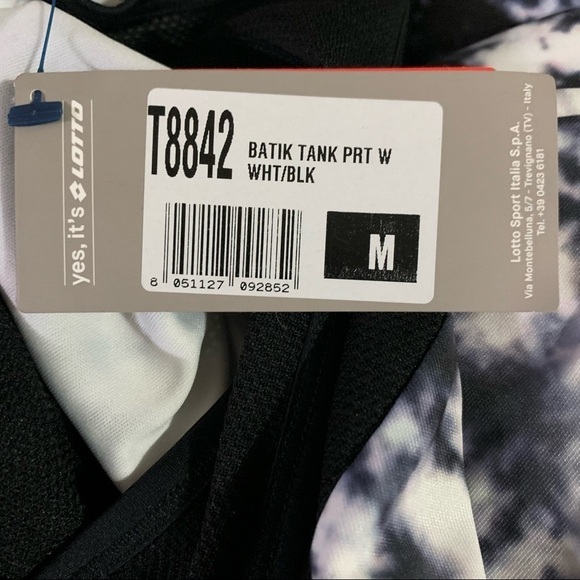 yes, it's LOTTO
T8842
BATIK TANK PRT W
WHT/BLK
8 051127 092852
M
Lotto Sport Italia S.p.A.
Via Montebelluna, 5/7 - Trevignano (TV) - Italy
Tel. +39 0423 6181